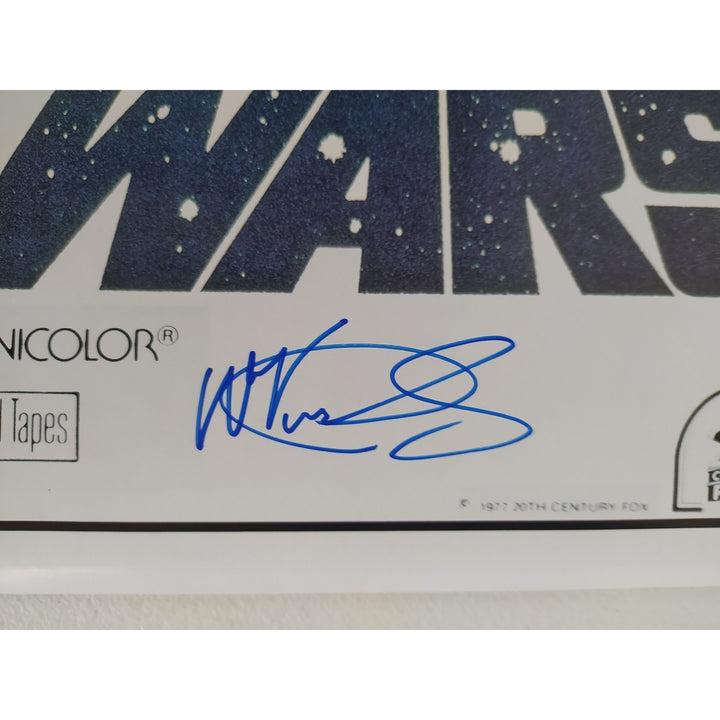 WARS
NICOLOR®
Tapes
© 1977 20TH CENTURY FOX